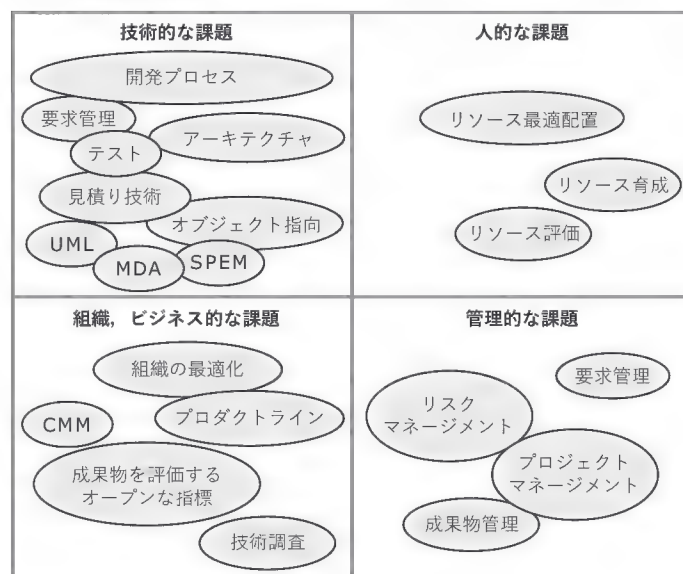 技術的な課題
開発プロセス
要求管理
アーキテクチャ
テスト
見積り技術
オブジェクト指向
UML
MDA
SPEM
人的な課題
リソース最適配置
リソース育成
リソース評価
組織，ビジネス的な課題
組織の最適化
CMM
プロダクトライン
成果物を評価する
オープンな指標
技術調査
管理的な課題
要求管理
リスク
マネージメント
プロジェクト
マネージメント
成果物管理